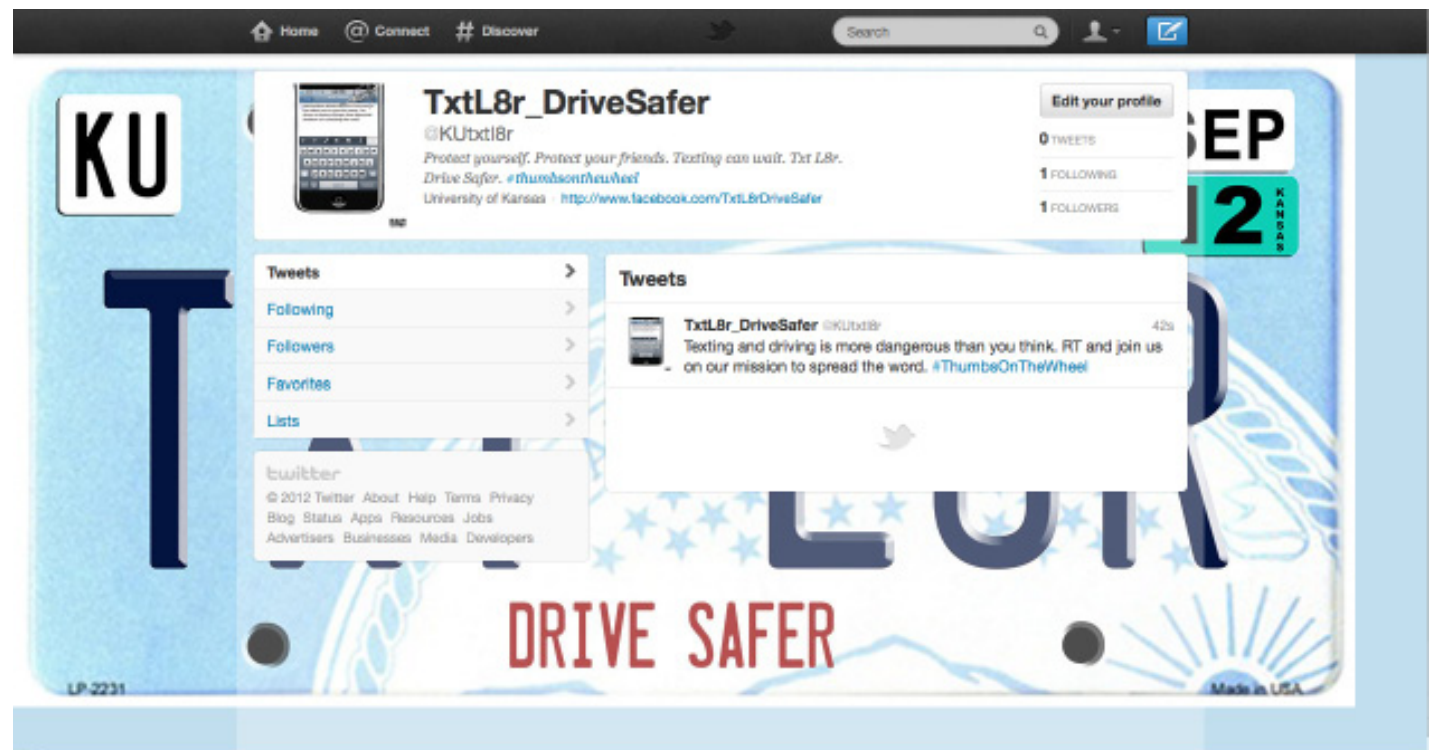 Home Connect Discover Search
KU
SEP
2
KANSAS
TxtL8r_DriveSafer
@KUtxtl8r
Protect yourself. Protect your friends. Texting can wait. Txt L8r.
Drive Safer. #thumbsonthewheel
University of Kansas · http://www.facebook.com/TxtL8rDriveSafer
Edit your profile
0 TWEETS
1 FOLLOWING
1 FOLLOWERS
Tweets
Following
Followers
Favorites
Lists
twitter
© 2012 Twitter About Help Terms Privacy
Blog Status Apps Resources Jobs
Advertisers Businesses Media Developers
Tweets
TxtL8r_DriveSafer @KUtxtl8r 42s
Texting and driving is more dangerous than you think. RT and join us
on our mission to spread the word. #ThumbsOnTheWheel
DRIVE SAFER
LP-2231
Made in USA